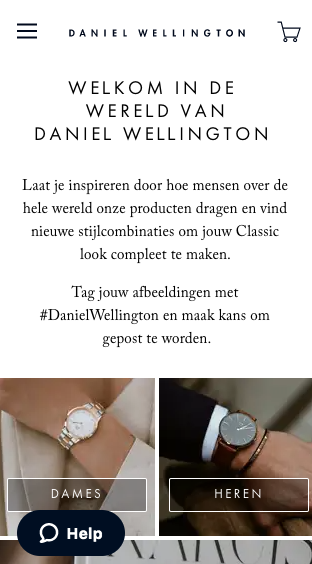 DANIEL WELLINGTON
WELKOM IN DE
WERELD VAN
DANIEL WELLINGTON
Laat je inspireren door hoe mensen over de
hele wereld onze producten dragen en vind
nieuwe stijlcombinaties om jouw Classic
look compleet te maken.
Tag jouw afbeeldingen met
#DanielWellington en maak kans om
gepost te worden.
DAMES
HEREN
Help